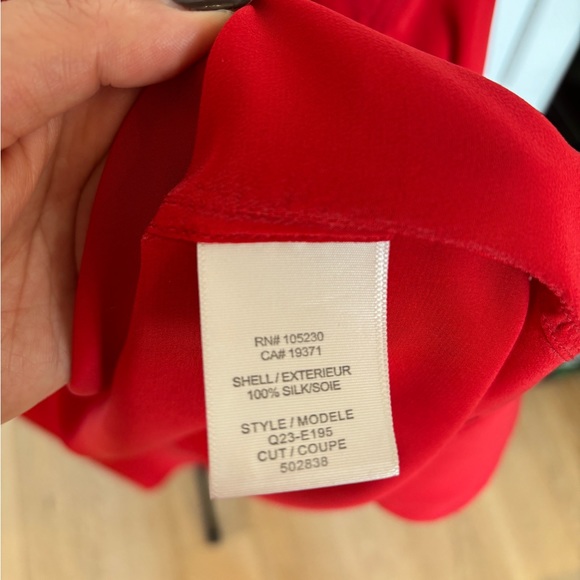 RN# 105230
CA# 19371
SHELL/EXTERIEUR
100% SILK/SOIE
STYLE / MODELE
Q23-E195
CUT / COUPE
502838